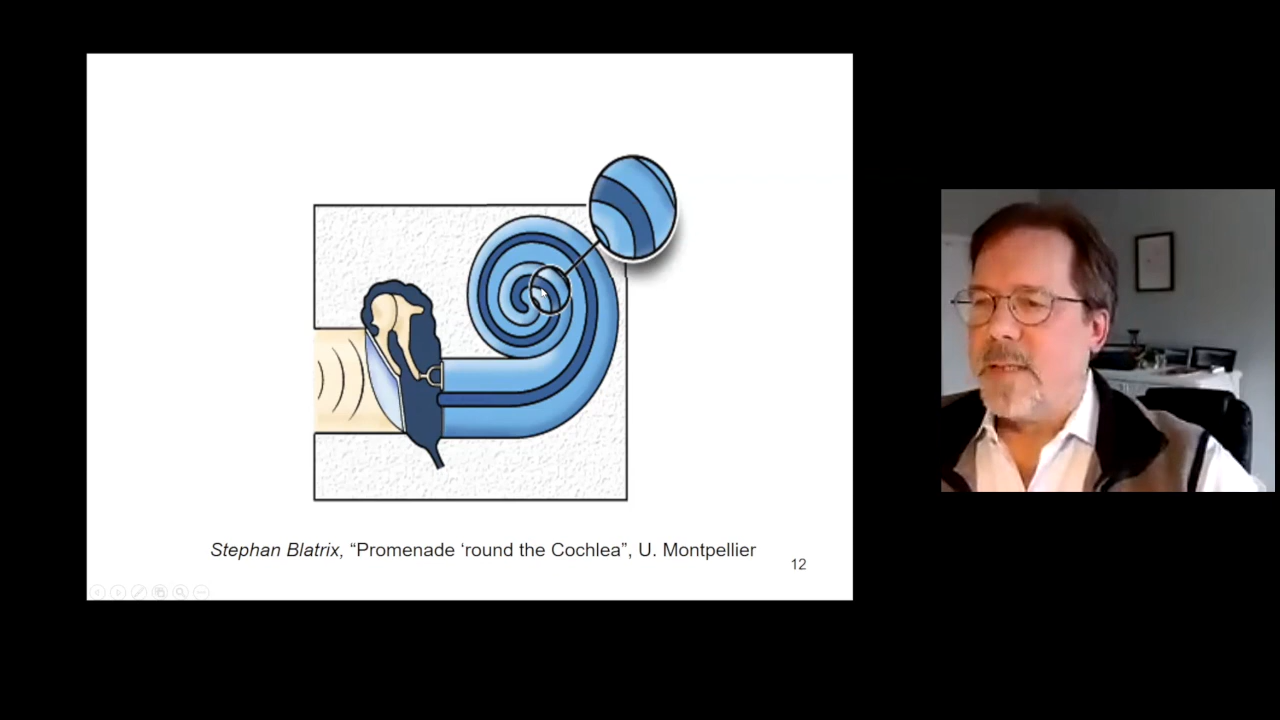 Stephan Blatrix, “Promenade ‘round the Cochlea”, U. Montpellier
12